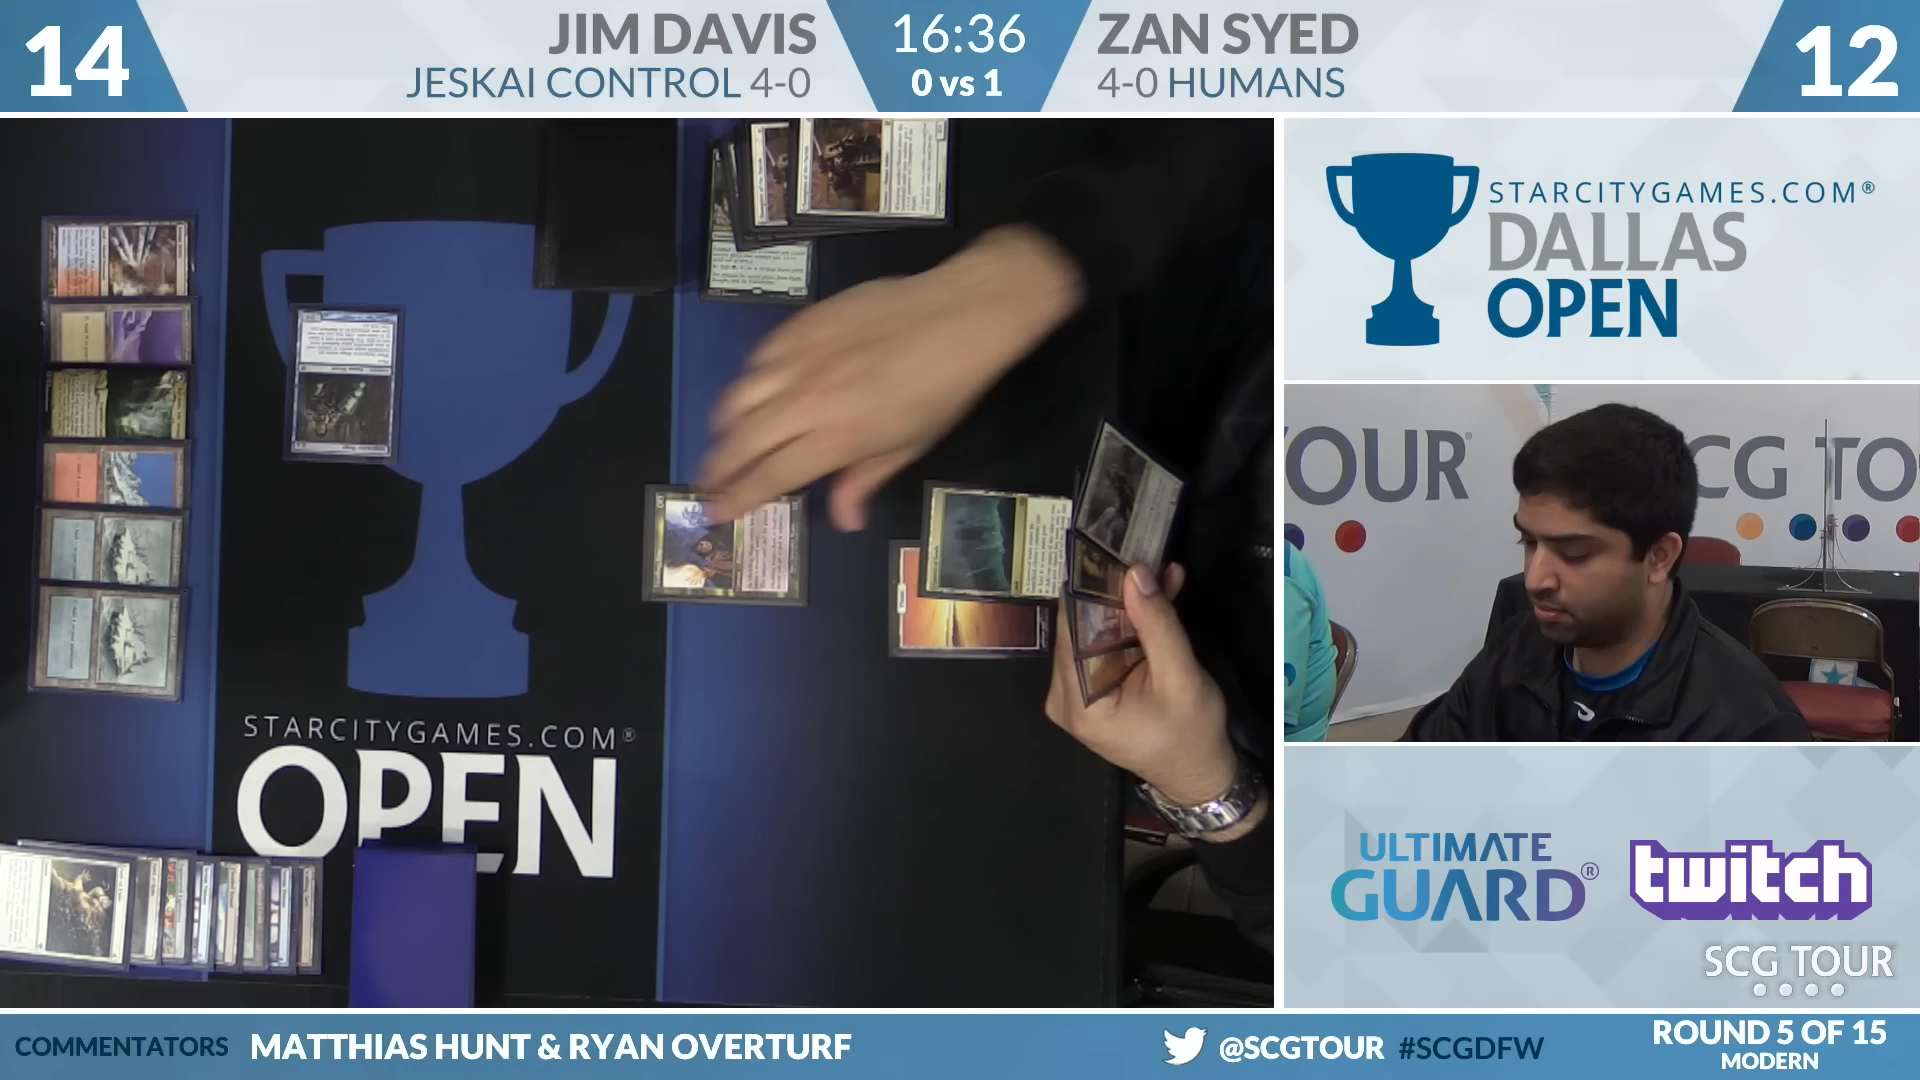 14
JIM DAVIS
JESKAI CONTROL 4-0
16:36
0 vs 1
ZAN SYED
4-0 HUMANS
12
STARCITYGAMES.COM®
DALLAS
OPEN
STARCITYGAMES.COM®
OPEN
TOUR®
SCG TO
ULTIMATE
GUARD®
twitch
SCG TOUR
COMMENTATORS MATTHIAS HUNT & RYAN OVERTURF
@SCGTOUR #SCGDFW
ROUND 5 OF 15
MODERN